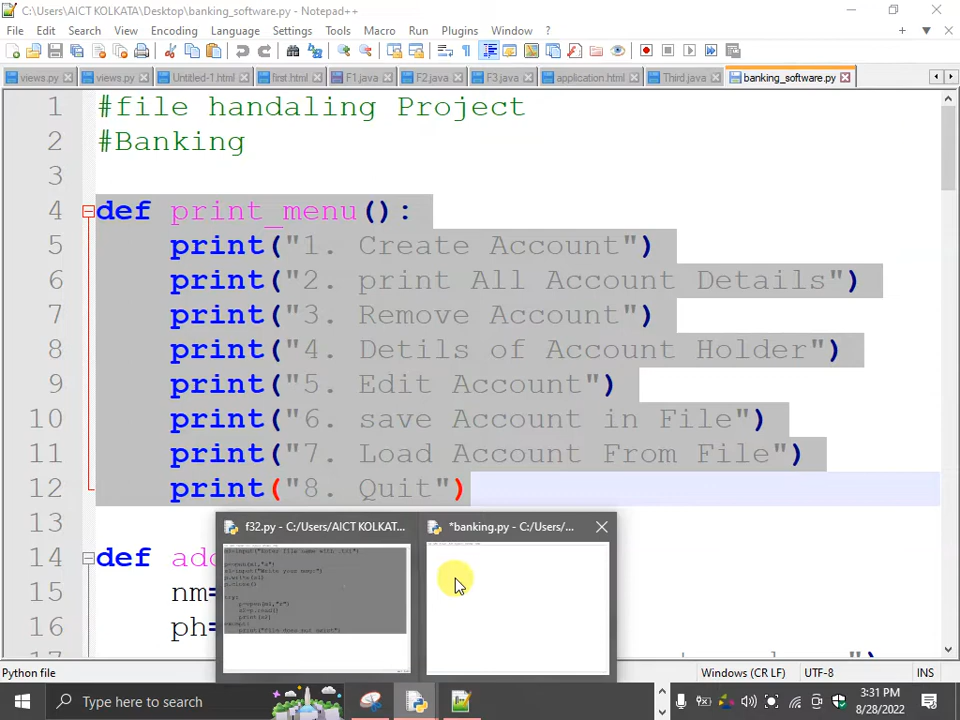 C:\Users\AICT KOLKATA\Desktop\banking_software.py - Notepad++
File Edit Search View Encoding Language Settings Tools Macro Run Plugins Window ?
views.py views.py Untitled-1.html first.html F1.java F2.java F3.java application.html Third.java banking_software.py
1 #file handaling Project
2 #Banking
3
4 def print_menu():
5 print("1. Create Account")
6 print("2. print All Account Details")
7 print("3. Remove Account")
8 print("4. Detils of Account Holder")
9 print("5. Edit Account")
10 print("6. save Account in File")
11 print("7. Load Account From File")
12 print("8. Quit")
13
14 def
15 nm=
16 ph=
f32.py - C:/Users/AICT KOLKAT...
*banking.py - C:/Users/...
Python file Windows (CR LF) UTF-8 INS
Type here to search
3:31 PM
8/28/2022